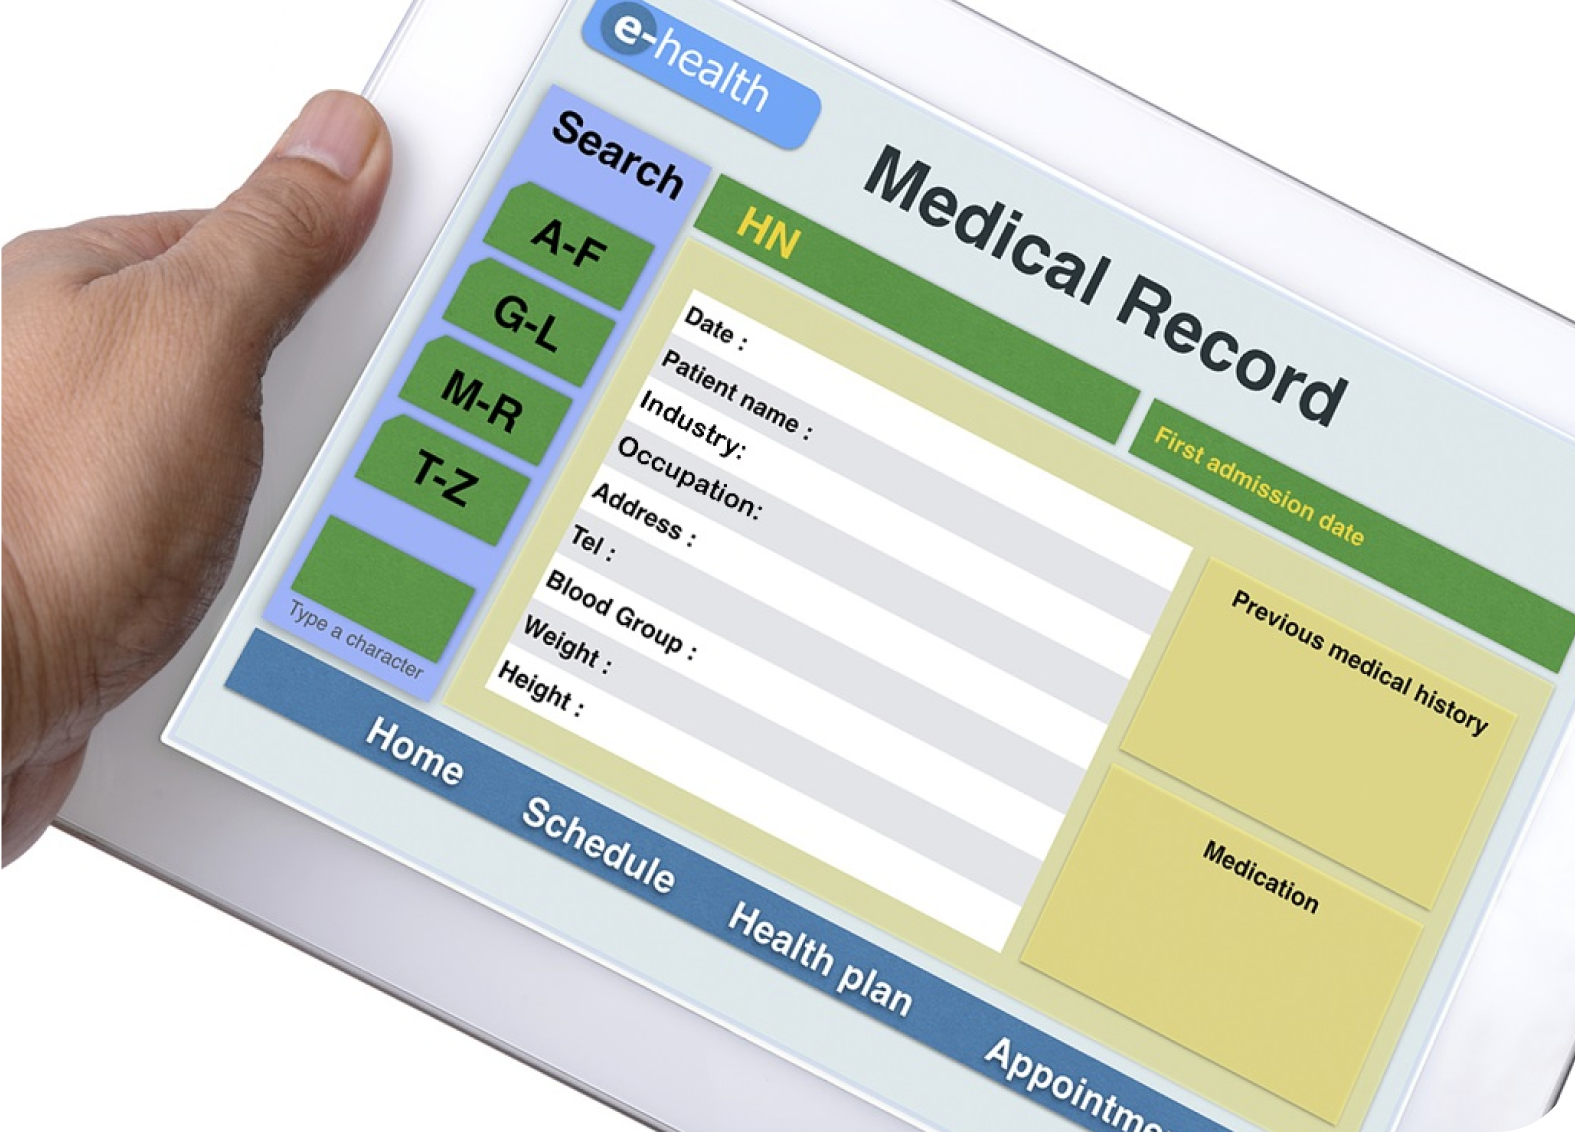 e-health
Medical Record
Search
A-F
G-L
M-R
T-Z
Type a character
HN
First admission date
Date :
Patient name :
Industry:
Occupation:
Address :
Tel :
Blood Group :
Weight :
Height :
Previous medical history
Medication
Home
Schedule
Health plan
Appointme